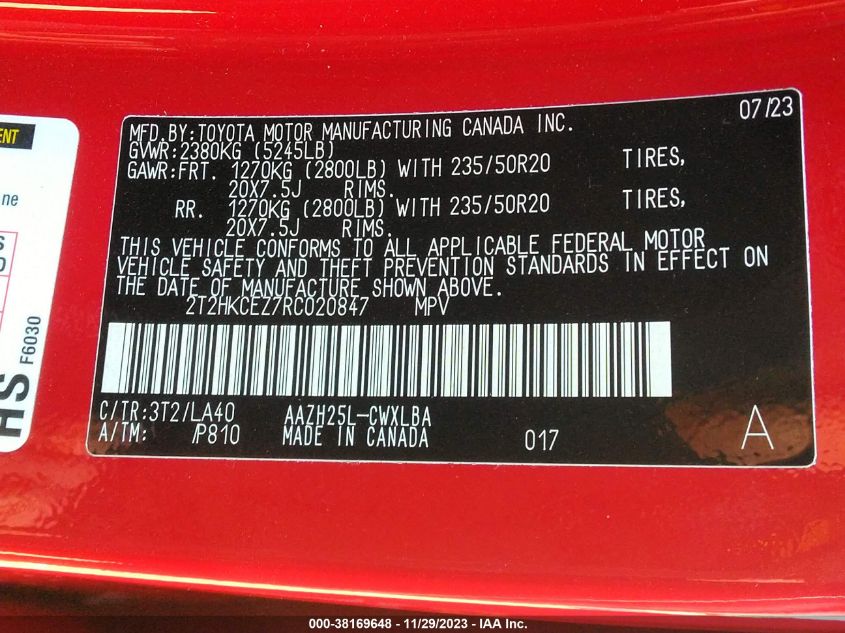 ENT
ne
S
0
HS
F6030
07/23
MFD.BY:TOYOTA MOTOR MANUFACTURING CANADA INC.
GVWR:2380KG (5245LB)
GAWR:FRT. 1270KG (2800LB) WITH 235/50R20 TIRES,
20X7.5J RIMS.
RR. 1270KG (2800LB) WITH 235/50R20 TIRES,
20X7.5J RIMS.
THIS VEHICLE CONFORMS TO ALL APPLICABLE FEDERAL MOTOR
VEHICLE SAFETY AND THEFT PREVENTION STANDARDS IN EFFECT ON
THE DATE OF MANUFACTURE SHOWN ABOVE.
2T2HKCEZ7RC020847 MPV
C/TR:3T2/LA40 AAZH25L-CWXLBA
A/TM: /P810 MADE IN CANADA 017 A
000-38169648 - 11/29/2023 - IAA Inc.